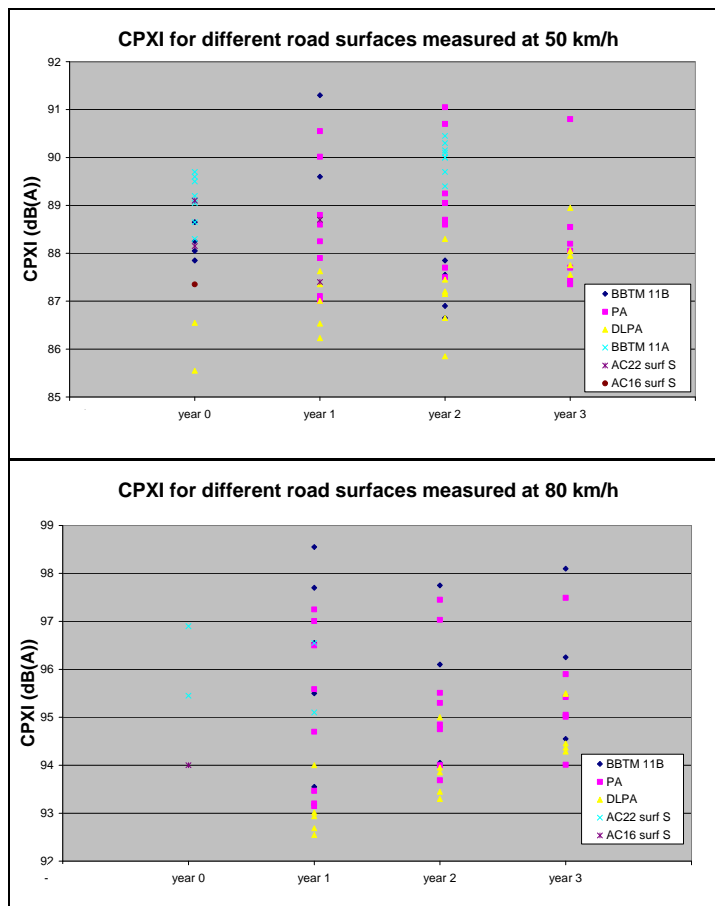 CPXI for different road surfaces measured at 50 km/h
92
91
90
89
88
87
86
85
CPXI (dB(A))
year 0 year 1 year 2 year 3
BBTM 11B
PA
DLPA
BBTM 11A
AC22 surf S
AC16 surf S
CPXI for different road surfaces measured at 80 km/h
99
98
97
96
95
94
93
92
CPXI (dB(A))
- year 0 year 1 year 2 year 3
BBTM 11B
PA
DLPA
AC22 surf S
AC16 surf S